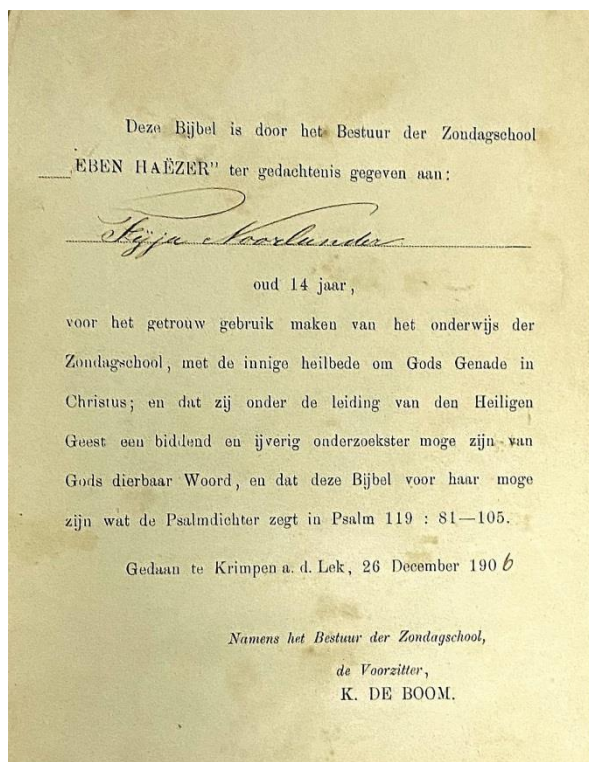 Deze Bijbel is door het Bestuur der Zondagschool
„EBEN HAËZER” ter gedachtenis gegeven aan:
Fijja Noorlander
oud 14 jaar,
voor het getrouw gebruik maken van het onderwijs der
Zondagschool, met de innige heilbede om Gods Genade in
Christus; en dat zij onder de leiding van den Heiligen
Geest een biddend en ijverig onderzoekster moge zijn van
Gods dierbaar Woord, en dat deze Bijbel voor haar moge
zijn wat de Psalmdichter zegt in Psalm 119 : 81—105.
Gedaan te Krimpen a. d. Lek, 26 December 1906
Namens het Bestuur der Zondagschool,
de Voorzitter,
K. DE BOOM.